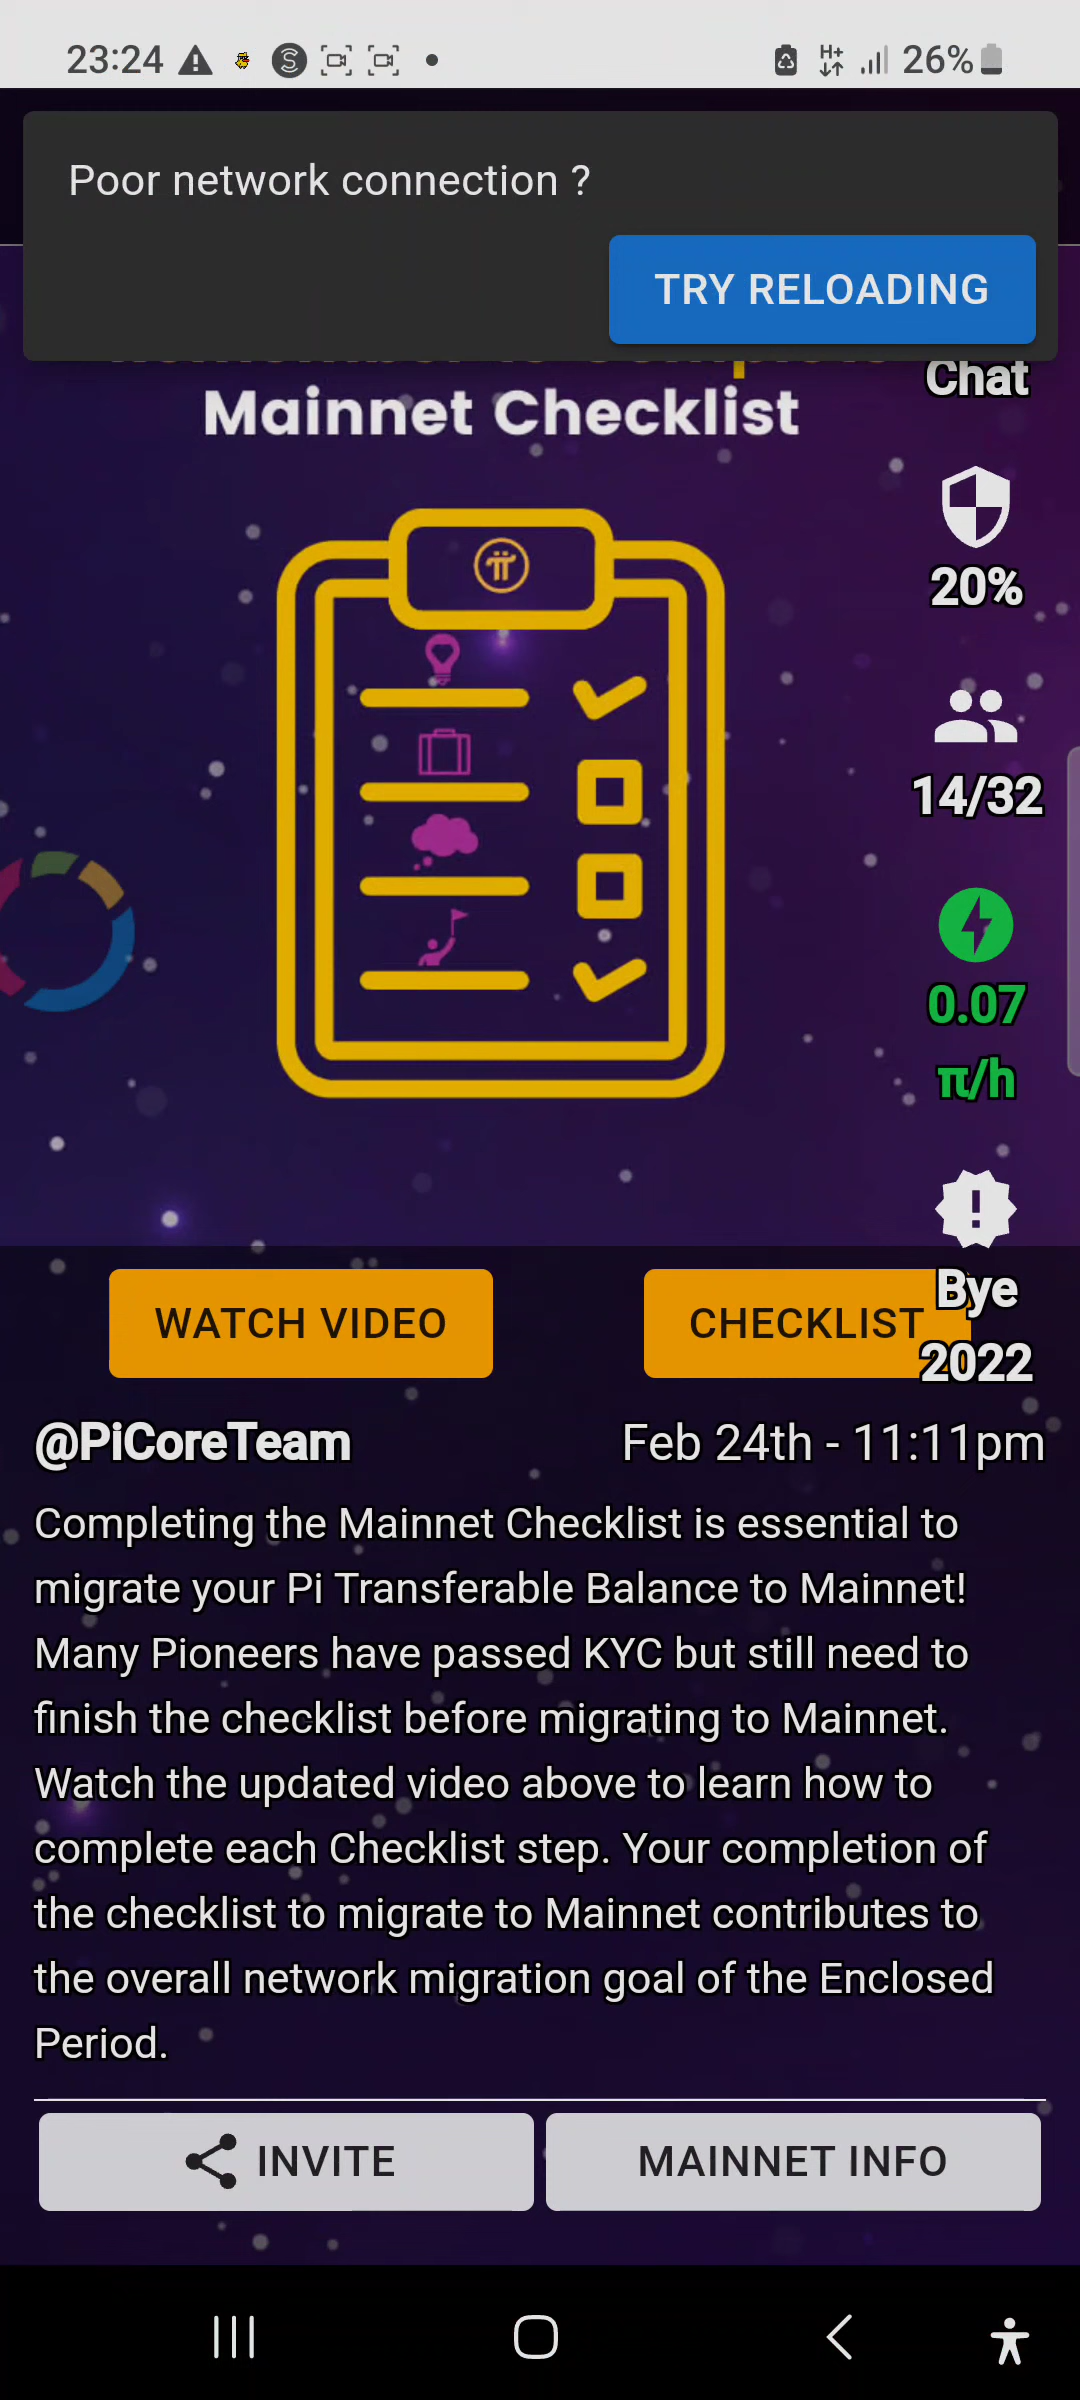 23:24
H+
26%
Poor network connection ?
TRY RELOADING
Mainnet Checklist
Chat
20%
14/32
0.07
π/h
Bye
2022
WATCH VIDEO
CHECKLIST
@PiCoreTeam
Feb 24th - 11:11pm
Completing the Mainnet Checklist is essential to
migrate your Pi Transferable Balance to Mainnet!
Many Pioneers have passed KYC but still need to
finish the checklist before migrating to Mainnet.
Watch the updated video above to learn how to
complete each Checklist step. Your completion of
the checklist to migrate to Mainnet contributes to
the overall network migration goal of the Enclosed
Period.
INVITE
MAINNET INFO